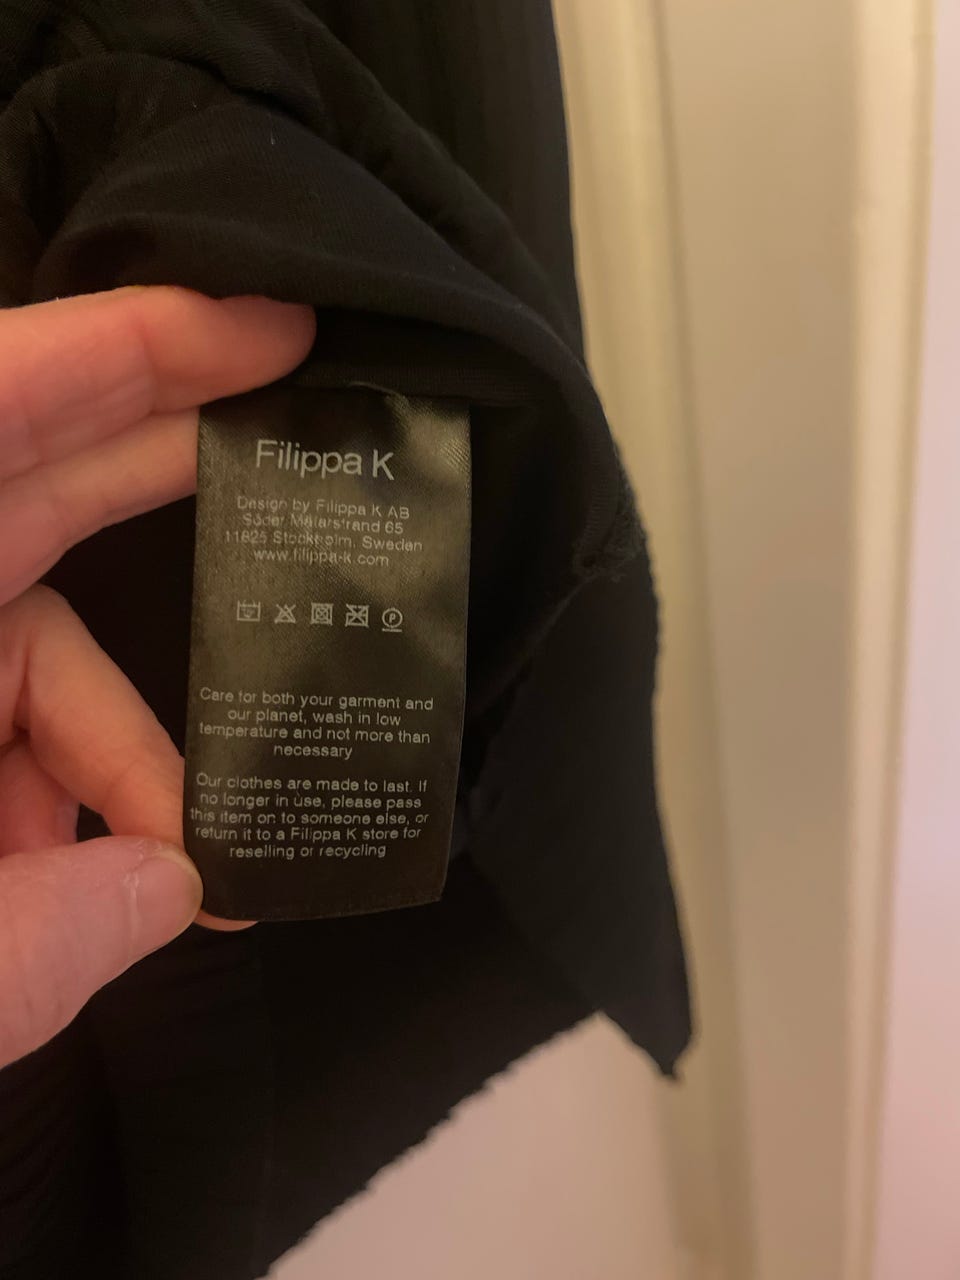 Filippa K
Design by Filippa K AB
Söder Mälarstrand 65
11825 Stockholm, Sweden
www.filippa-k.com
P
Care for both your garment and
our planet, wash in low
temperature and not more than
necessary
Our clothes are made to last. If
no longer in use, please pass
this item on to someone else, or
return it to a Filippa K store for
reselling or recycling